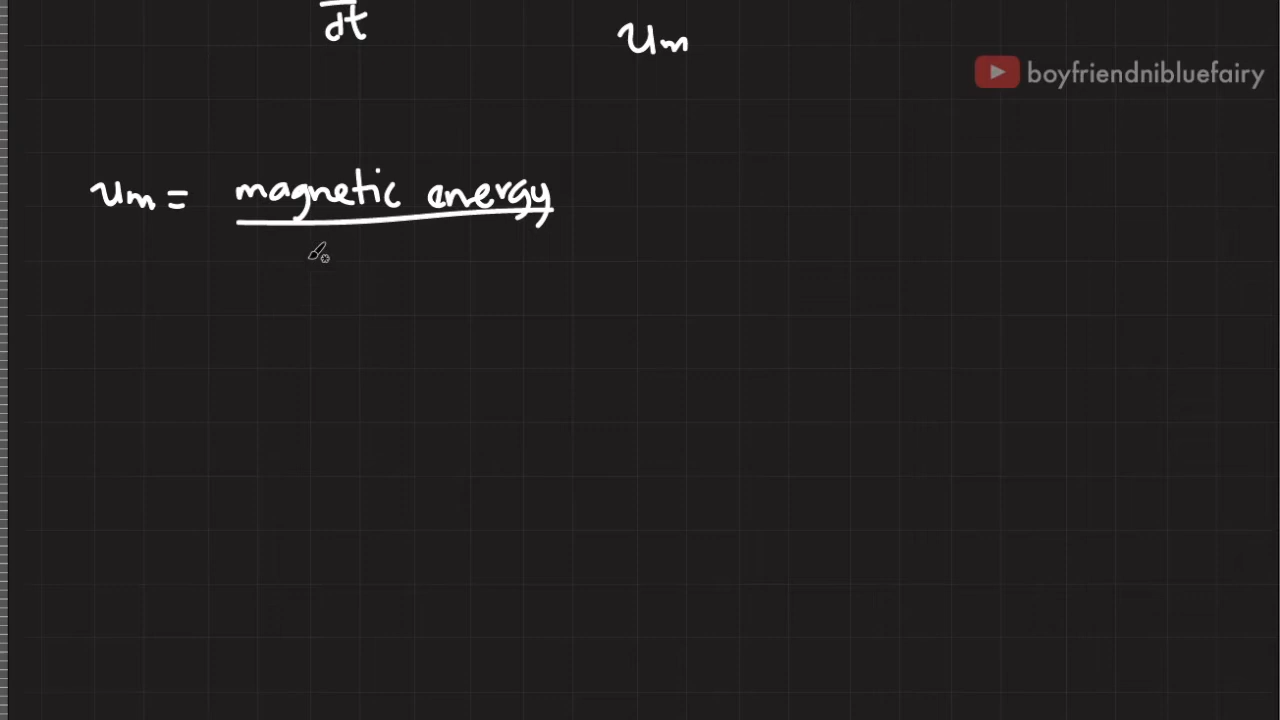 dt
Um
boyfriendnibluefairy
um = magnetic energy